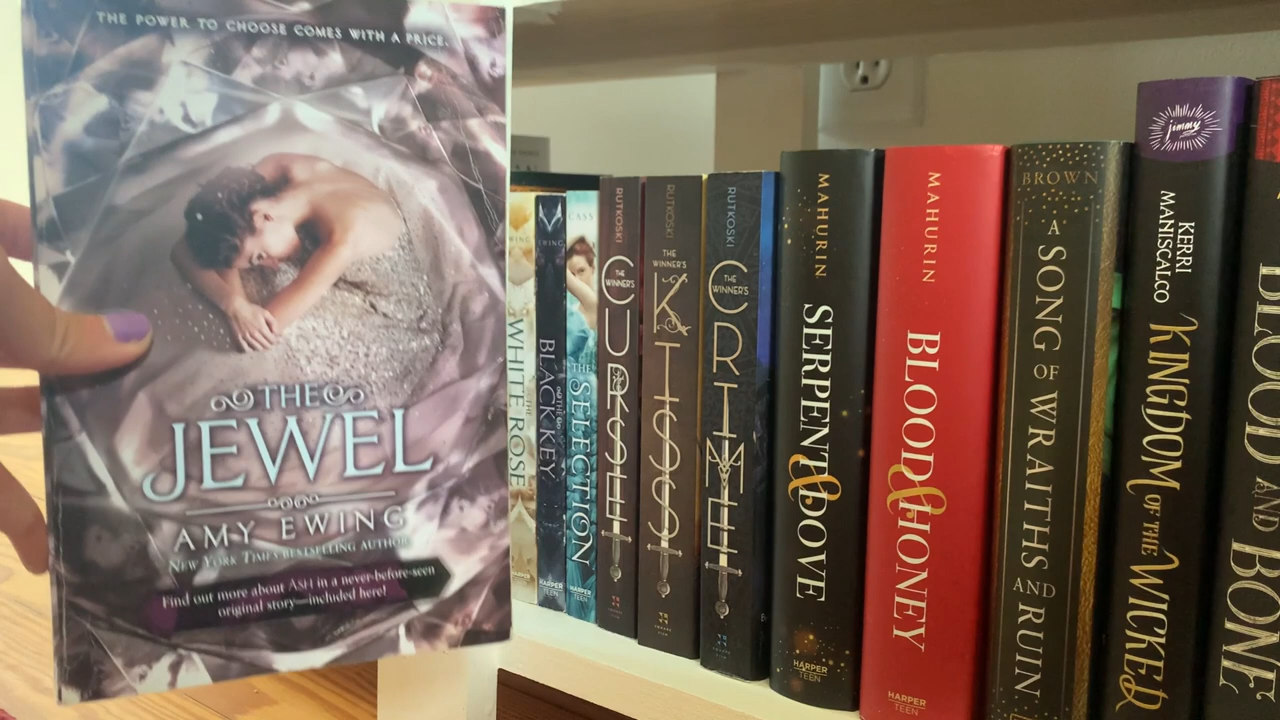 THE POWER TO CHOOSE COMES WITH A PRICE.
THE
JEWEL
AMY EWING
NEW YORK TIMES BESTSELLING AUTHOR
Find out more about ASH in a never-before-seen
original story—included here!
EWING
THE WHITE ROSE
HARPER
TEEN
EWING
THE BLACK KEY
HARPER
TEEN
CASS
THE SELECTION
HARPER
TEEN
RUTKOSKI
THE
WINNER'S
CURSE
RUTKOSKI
THE
WINNER'S
KISS
RUTKOSKI
THE
WINNER'S
CRIME
MAHURIN
SERPENT & DOVE
HARPER
TEEN
MAHURIN
BLOOD & HONEY
HARPER
TEEN
BROWN
A SONG OF WRAITHS AND RUIN
jimmy
KERRI
MANISCALCO
KINGDOM OF THE WICKED
BLOOD AND BONE